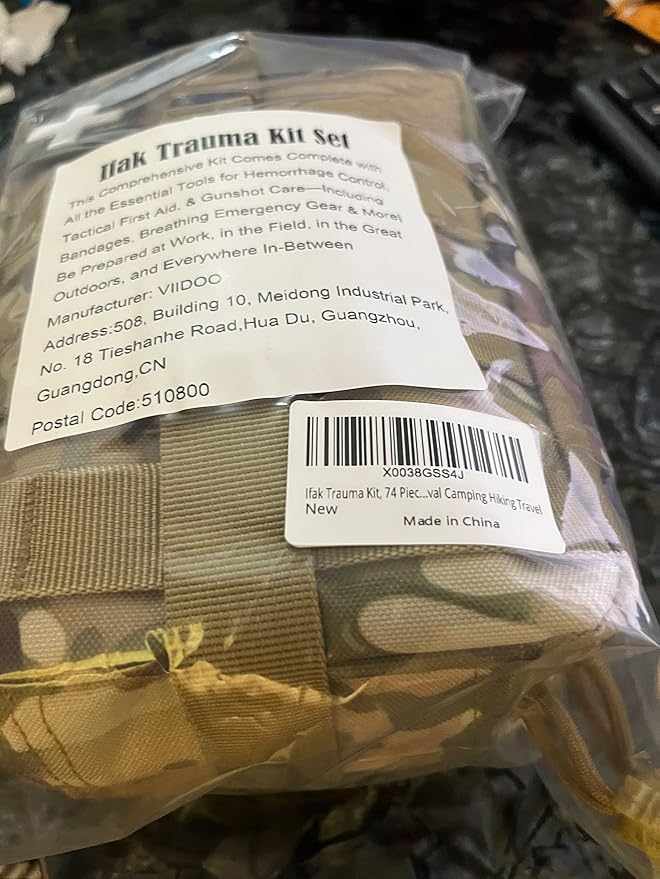 Ifak Trauma Kit Set
This Comprehensive Kit Comes Complete with
All the Essential Tools for Hemorrhage Control,
Tactical First Aid, & Gunshot Care—Including
Bandages, Breathing Emergency Gear & More!
Be Prepared at Work, in the Field, in the Great
Outdoors, and Everywhere In-Between
Manufacturer: VIIDOO
Address:508, Building 10, Meidong Industrial Park,
No. 18 Tieshanhe Road,Hua Du, Guangzhou,
Guangdong,CN
Postal Code:510800
X0038GSS4J
Ifak Trauma Kit, 74 Piec...val Camping Hiking Travel
New
Made in China